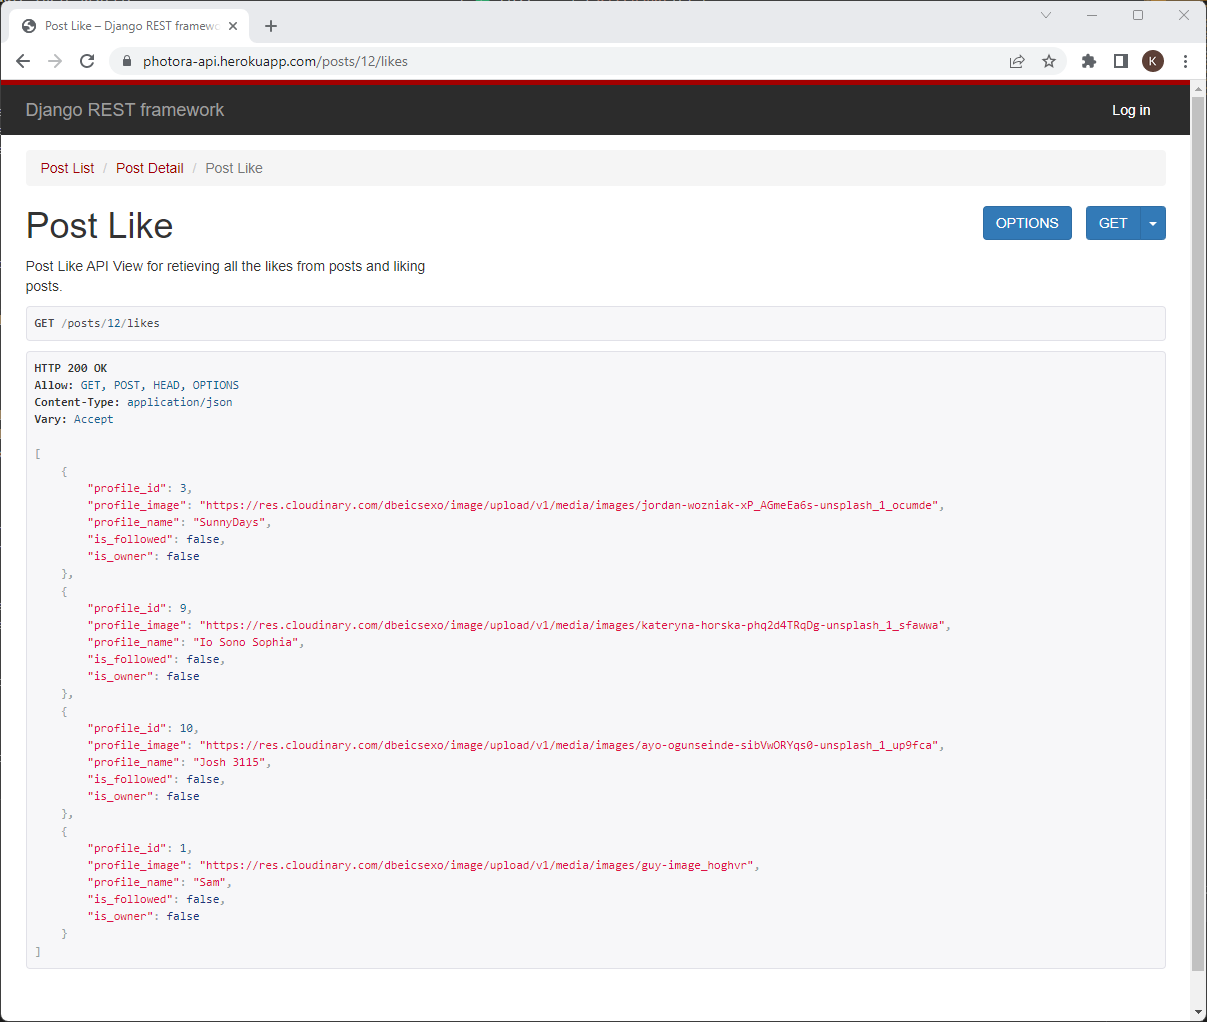 Post Like – Django REST framewo
photora-api.herokuapp.com/posts/12/likes
K
Django REST framework
Log in
Post List / Post Detail / Post Like
Post Like
OPTIONS
GET
Post Like API View for retieving all the likes from posts and liking
posts.
GET /posts/12/likes
HTTP 200 OK
Allow: GET, POST, HEAD, OPTIONS
Content-Type: application/json
Vary: Accept
[
    {
        "profile_id": 3,
        "profile_image": "https://res.cloudinary.com/dbeicsexo/image/upload/v1/media/images/jordan-wozniak-xP_AGmeEa6s-unsplash_1_ocumde",
        "profile_name": "SunnyDays",
        "is_followed": false,
        "is_owner": false
    },
    {
        "profile_id": 9,
        "profile_image": "https://res.cloudinary.com/dbeicsexo/image/upload/v1/media/images/kateryna-horska-phq2d4TRqDg-unsplash_1_sfawwa",
        "profile_name": "Io Sono Sophia",
        "is_followed": false,
        "is_owner": false
    },
    {
        "profile_id": 10,
        "profile_image": "https://res.cloudinary.com/dbeicsexo/image/upload/v1/media/images/ayo-ogunseinde-sibVwORYqs0-unsplash_1_up9fca",
        "profile_name": "Josh 3115",
        "is_followed": false,
        "is_owner": false
    },
    {
        "profile_id": 1,
        "profile_image": "https://res.cloudinary.com/dbeicsexo/image/upload/v1/media/images/guy-image_hoghvr",
        "profile_name": "Sam",
        "is_followed": false,
        "is_owner": false
    }
]